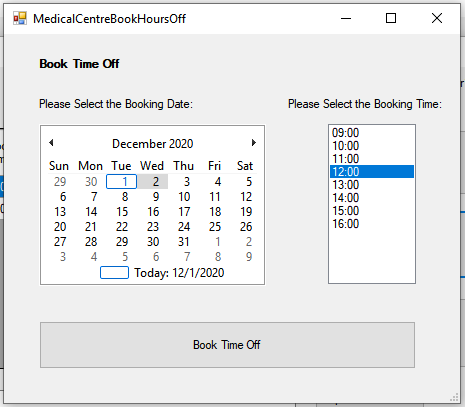 MedicalCentreBookHoursOff
Book Time Off
Please Select the Booking Date:
Please Select the Booking Time:
December 2020
Sun Mon Tue Wed Thu Fri Sat
29 30 1 2 3 4 5
6 7 8 9 10 11 12
13 14 15 16 17 18 19
20 21 22 23 24 25 26
27 28 29 30 31 1 2
3 4 5 6 7 8 9
Today: 12/1/2020
09:00
10:00
11:00
12:00
13:00
14:00
15:00
16:00
Book Time Off